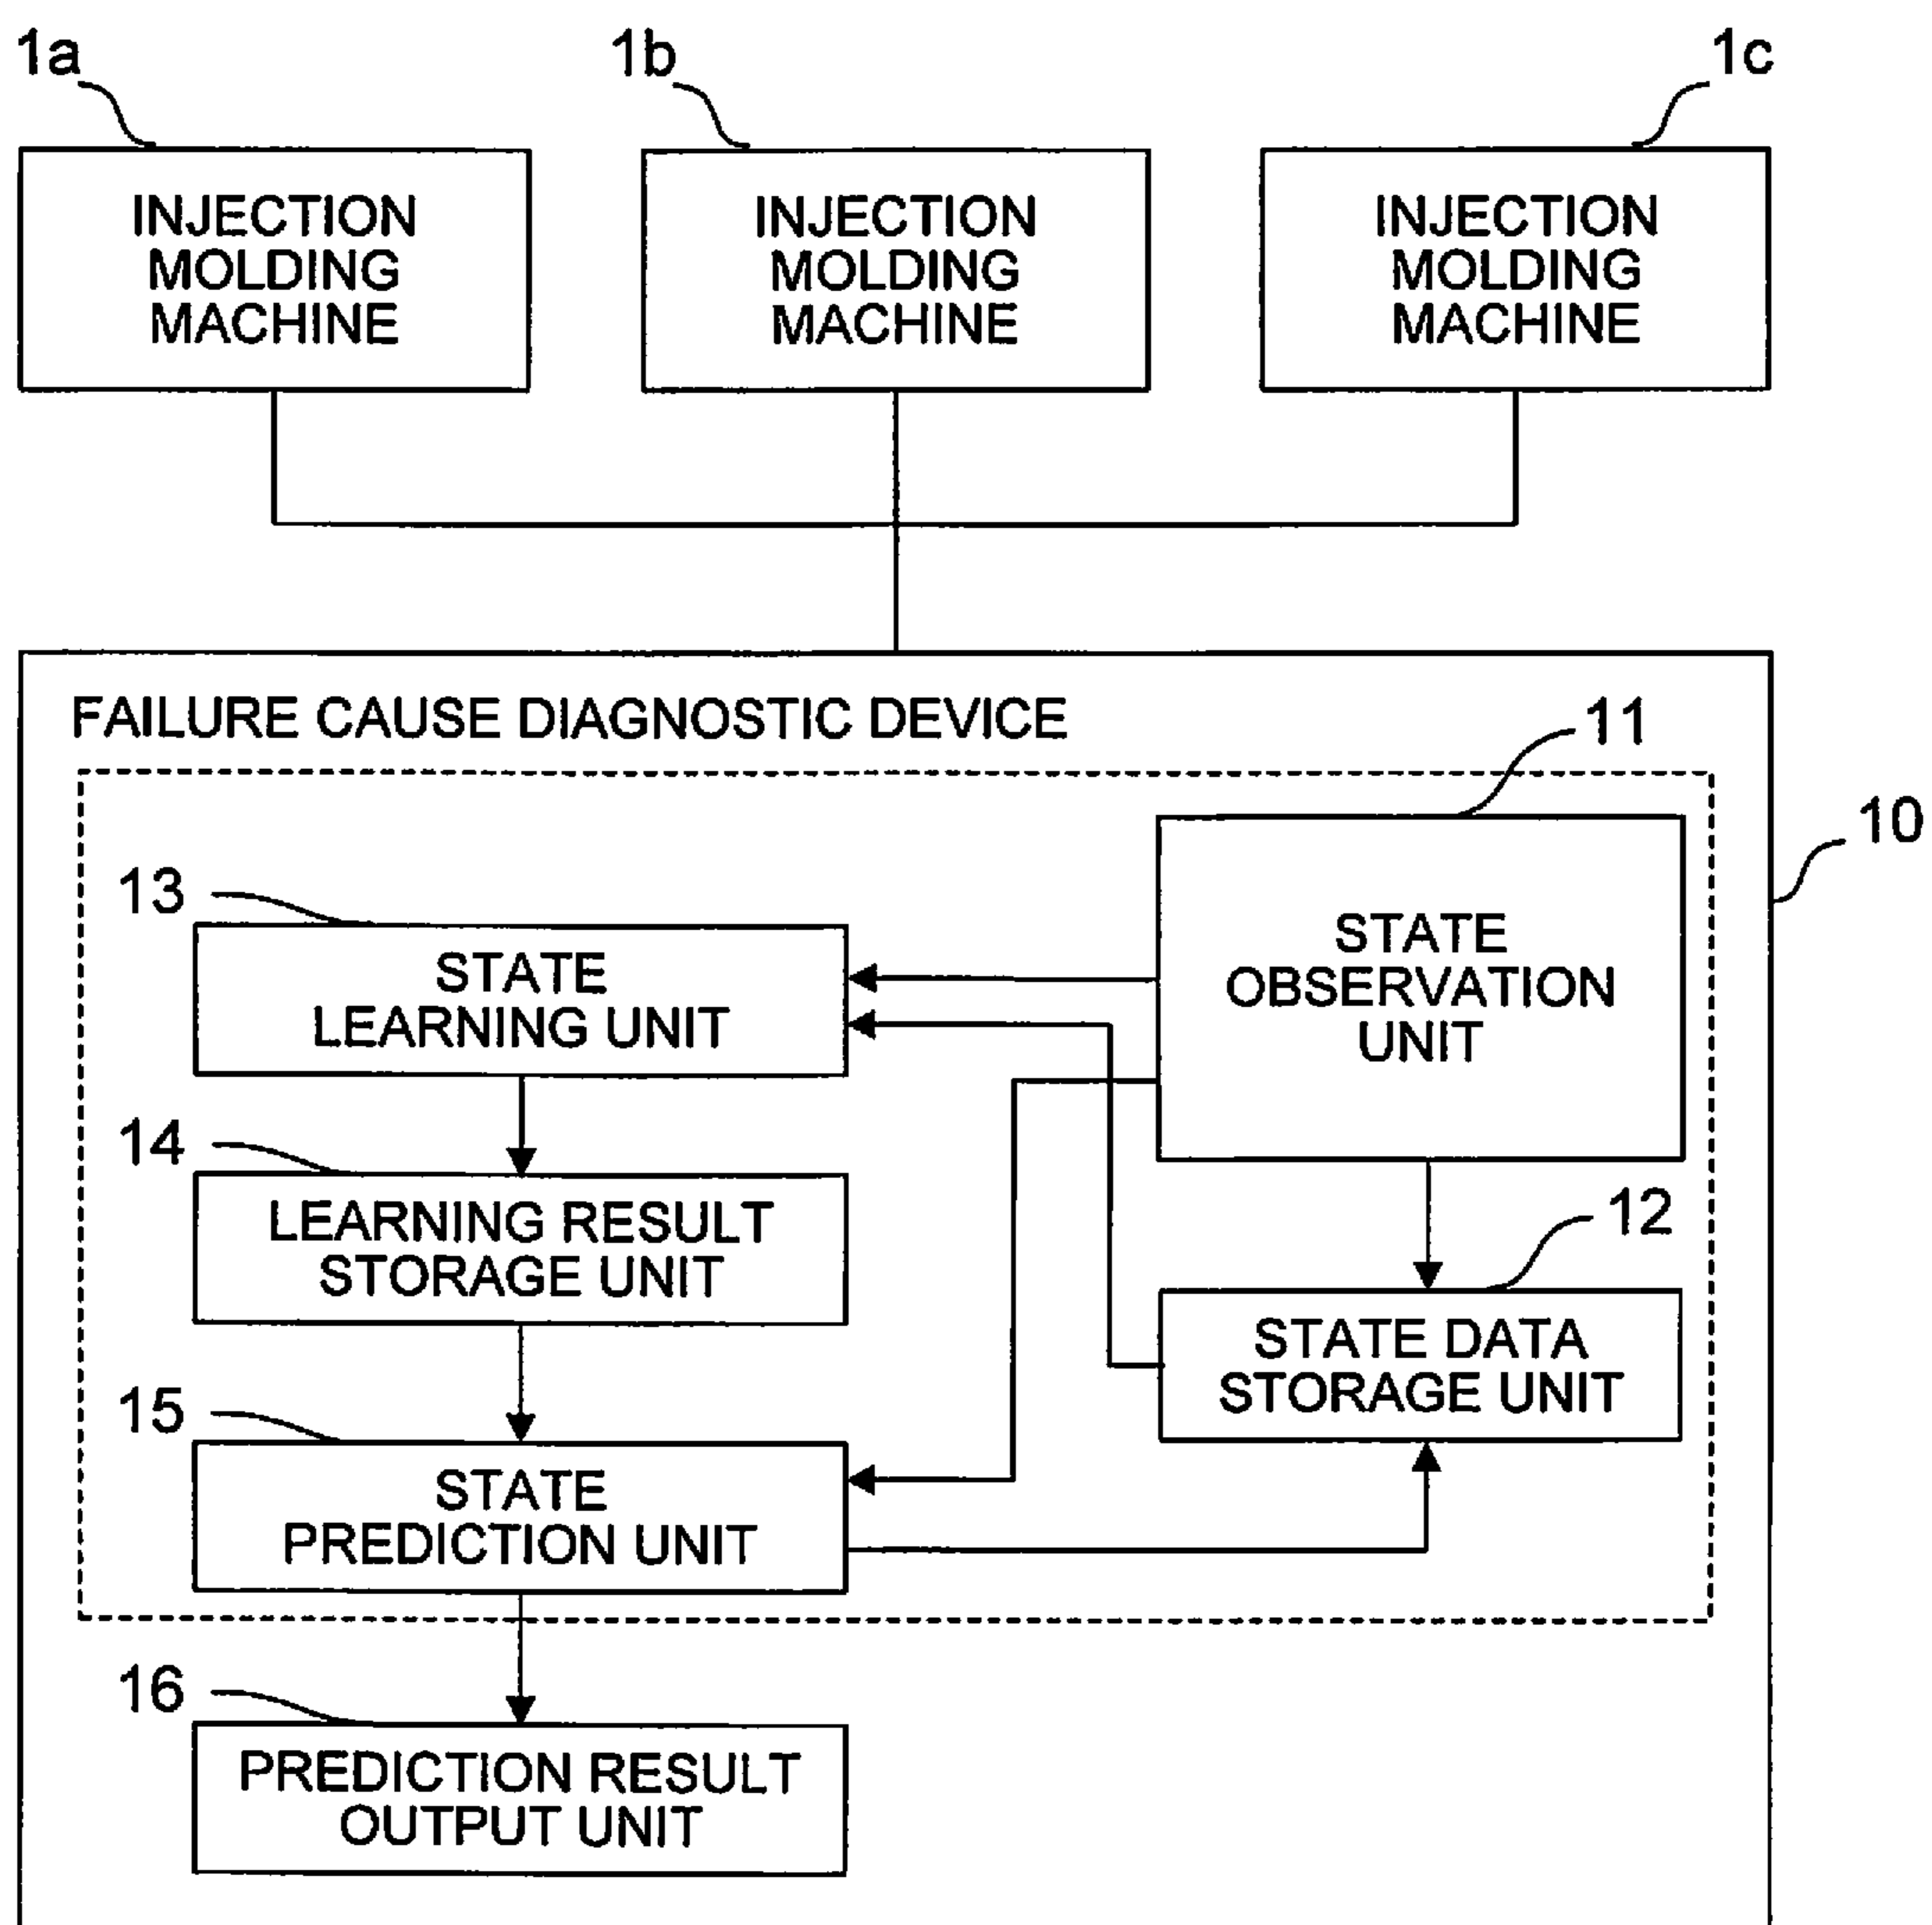 1a
1b
1c
INJECTION
MOLDING
MACHINE
INJECTION
MOLDING
MACHINE
INJECTION
MOLDING
MACHINE
FAILURE CAUSE DIAGNOSTIC DEVICE
11
10
STATE
OBSERVATION
UNIT
13
STATE
LEARNING UNIT
14
LEARNING RESULT
STORAGE UNIT
12
STATE DATA
STORAGE UNIT
15
STATE
PREDICTION UNIT
16
PREDICTION RESULT
OUTPUT UNIT